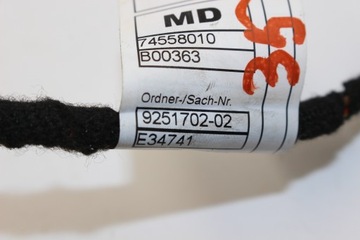 MD
74558010
B00363
Ordner-/Sach-Nr.
9251702-02
E34741